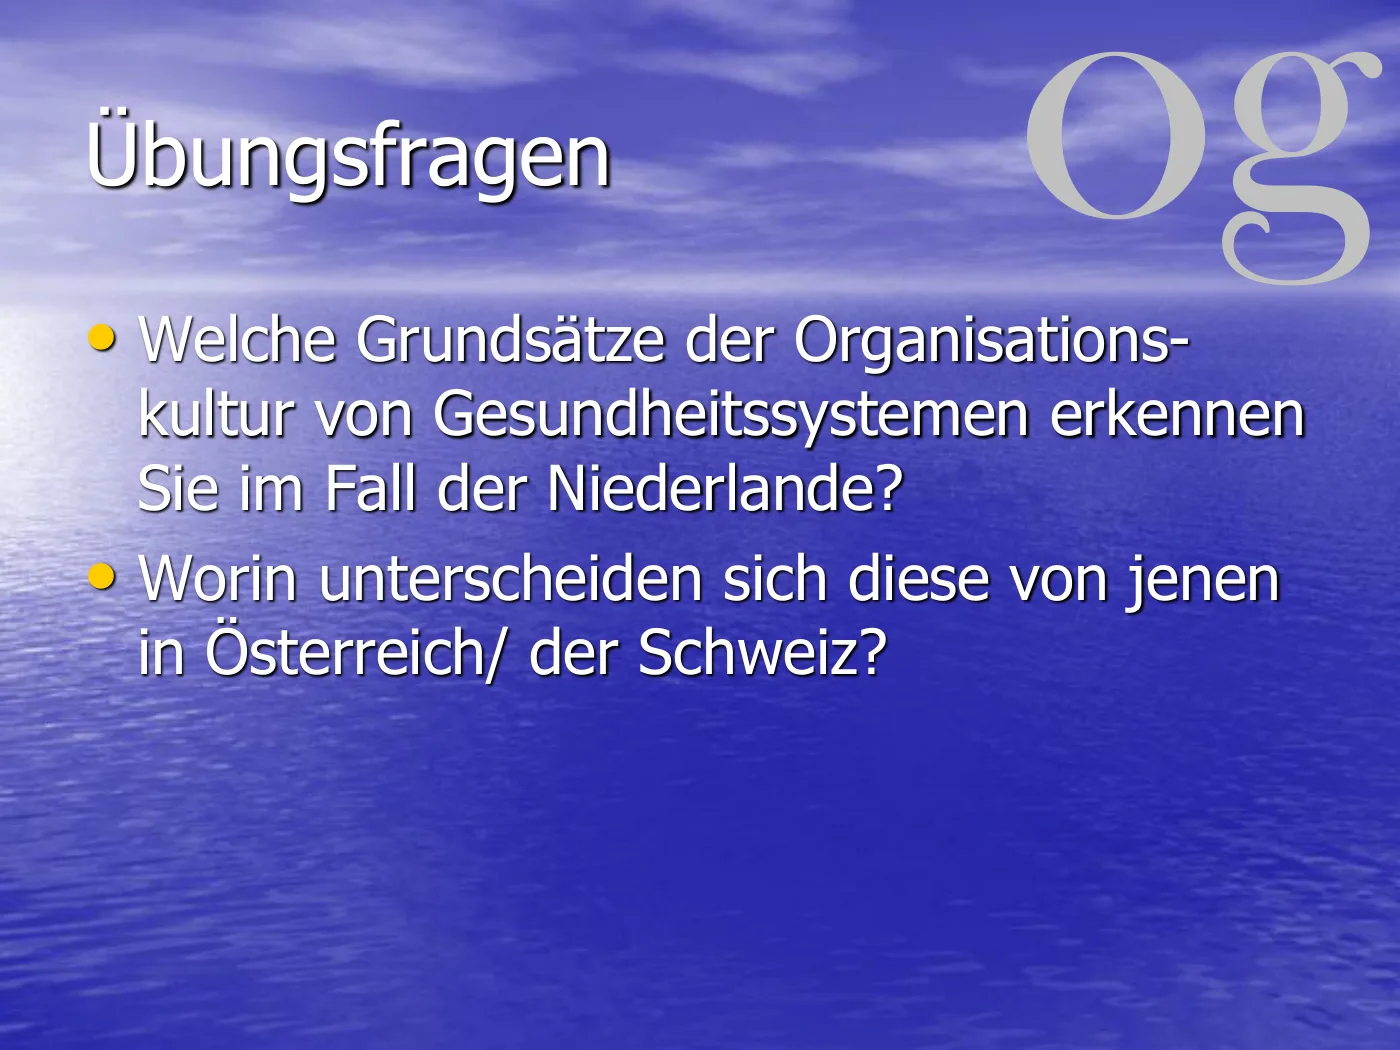 og
Übungsfragen
• Welche Grundsätze der Organisations-
kultur von Gesundheitssystemen erkennen
Sie im Fall der Niederlande?
• Worin unterscheiden sich diese von jenen
in Österreich/ der Schweiz?